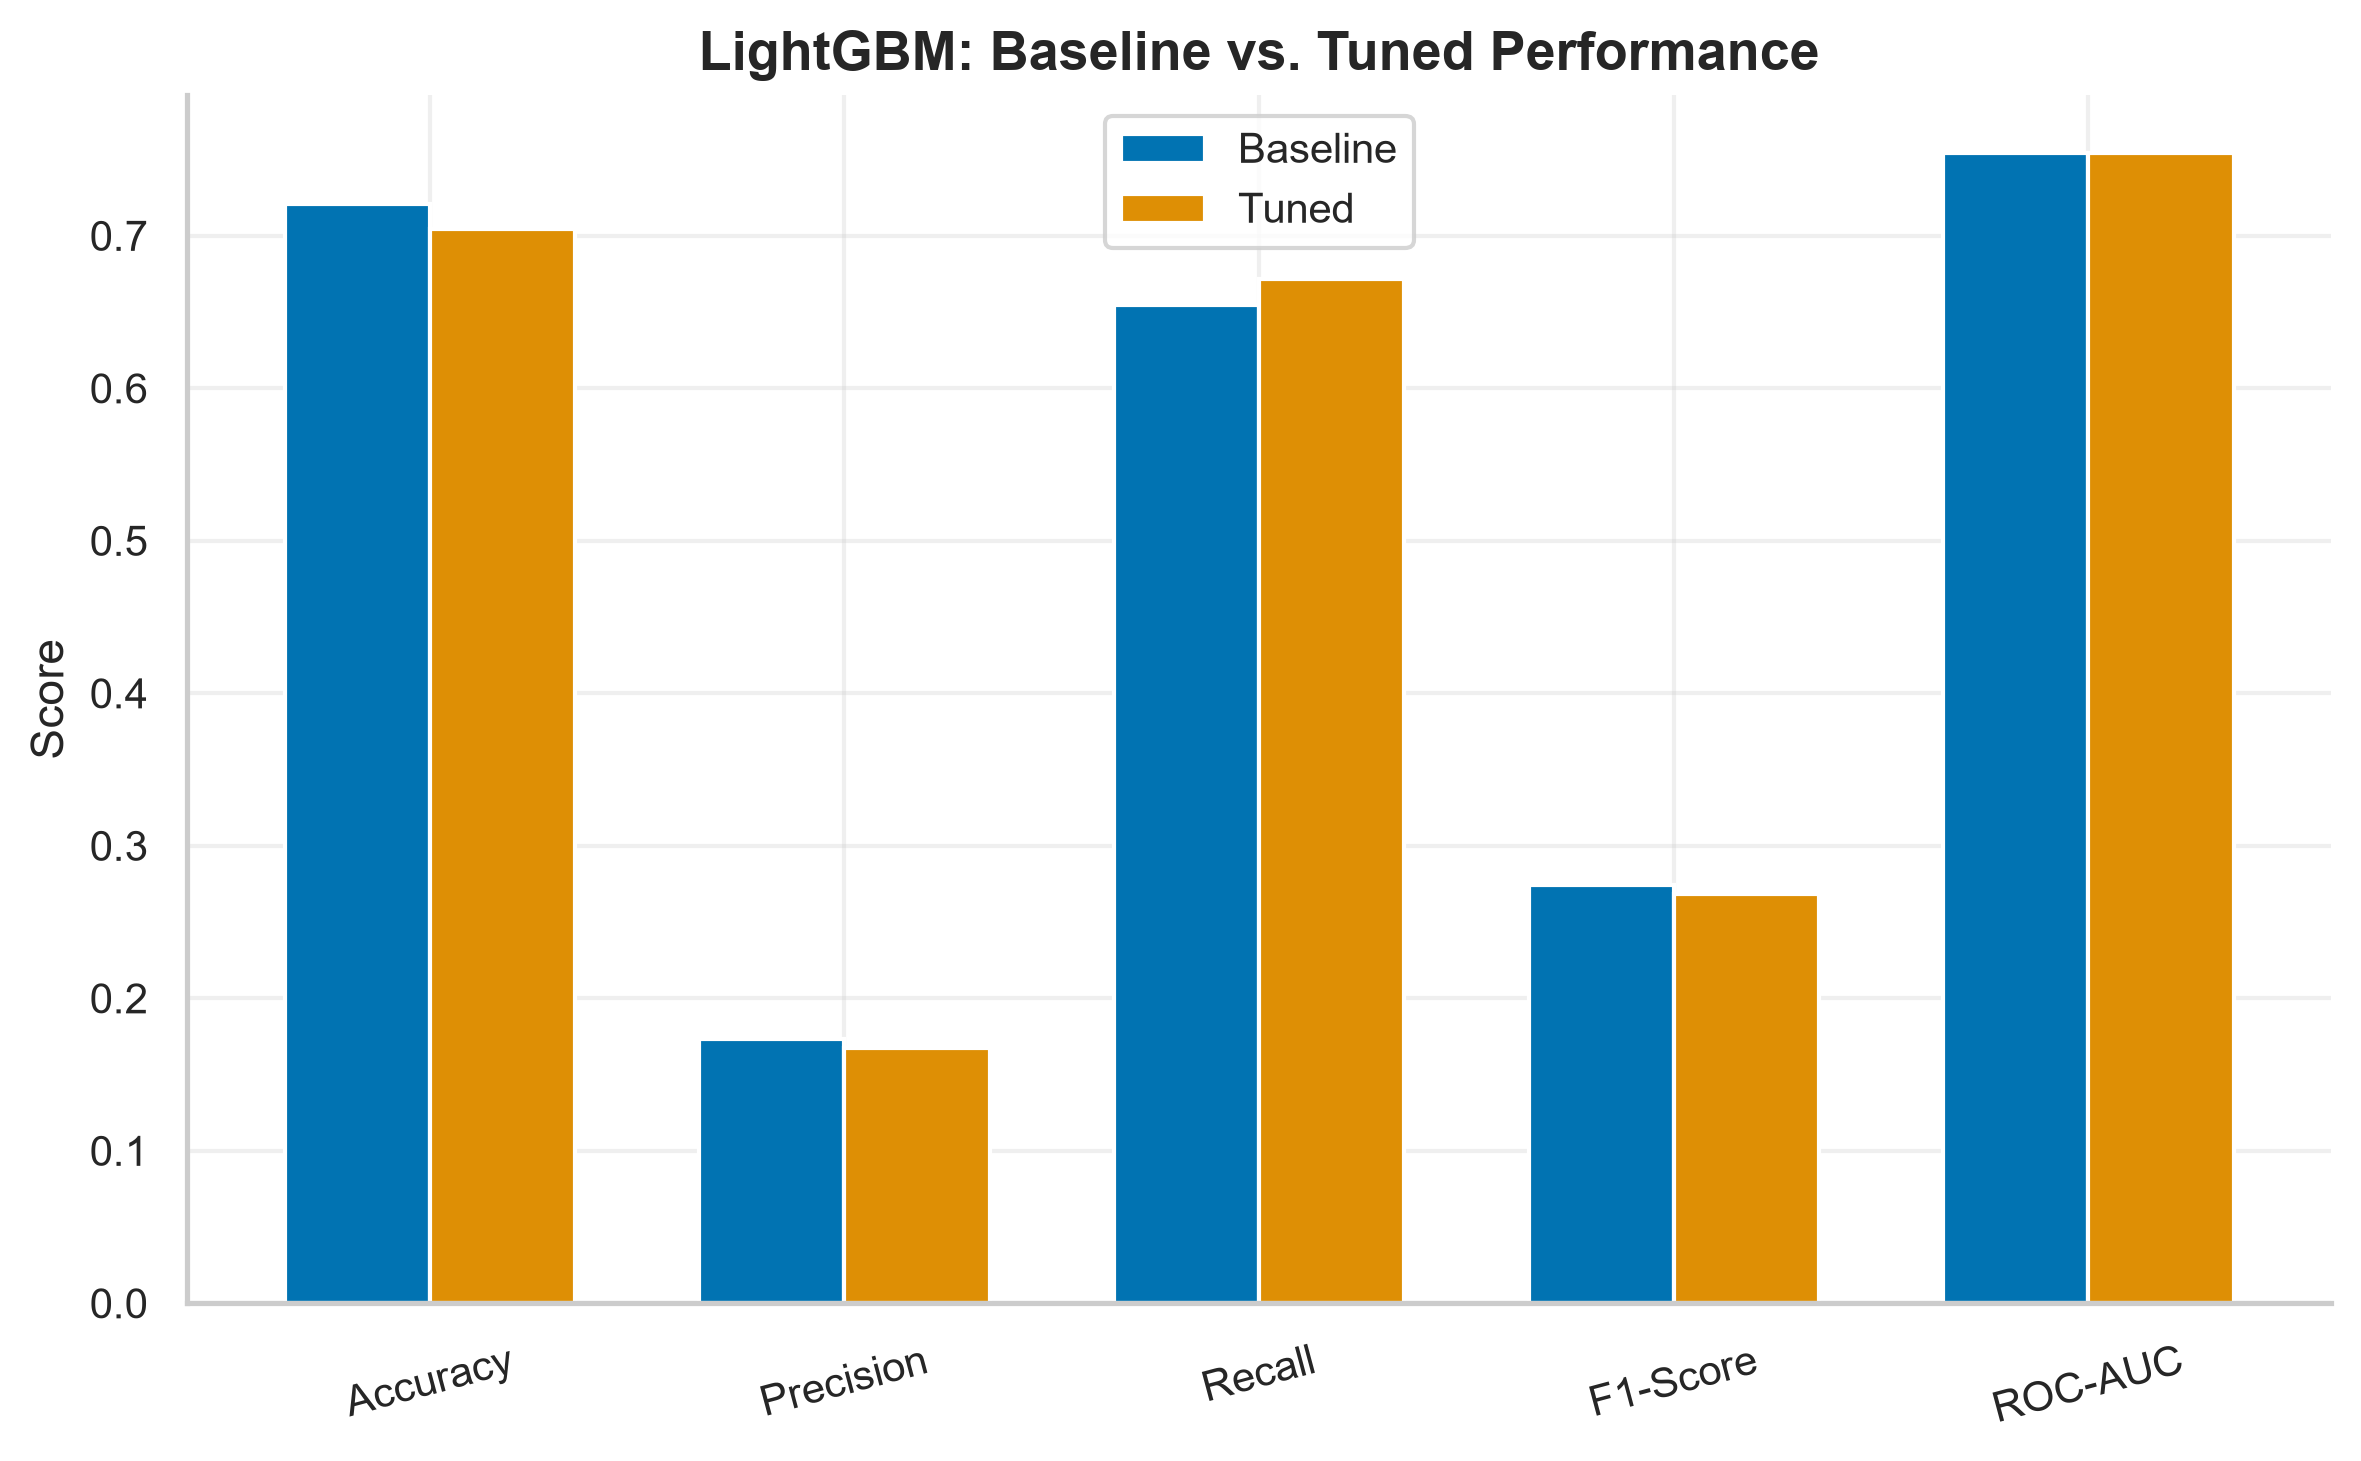 LightGBM: Baseline vs. Tuned Performance
Baseline
Tuned
Score
0.7
0.6
0.5
0.4
0.3
0.2
0.1
0.0
Accuracy
Precision
Recall
F1-Score
ROC-AUC